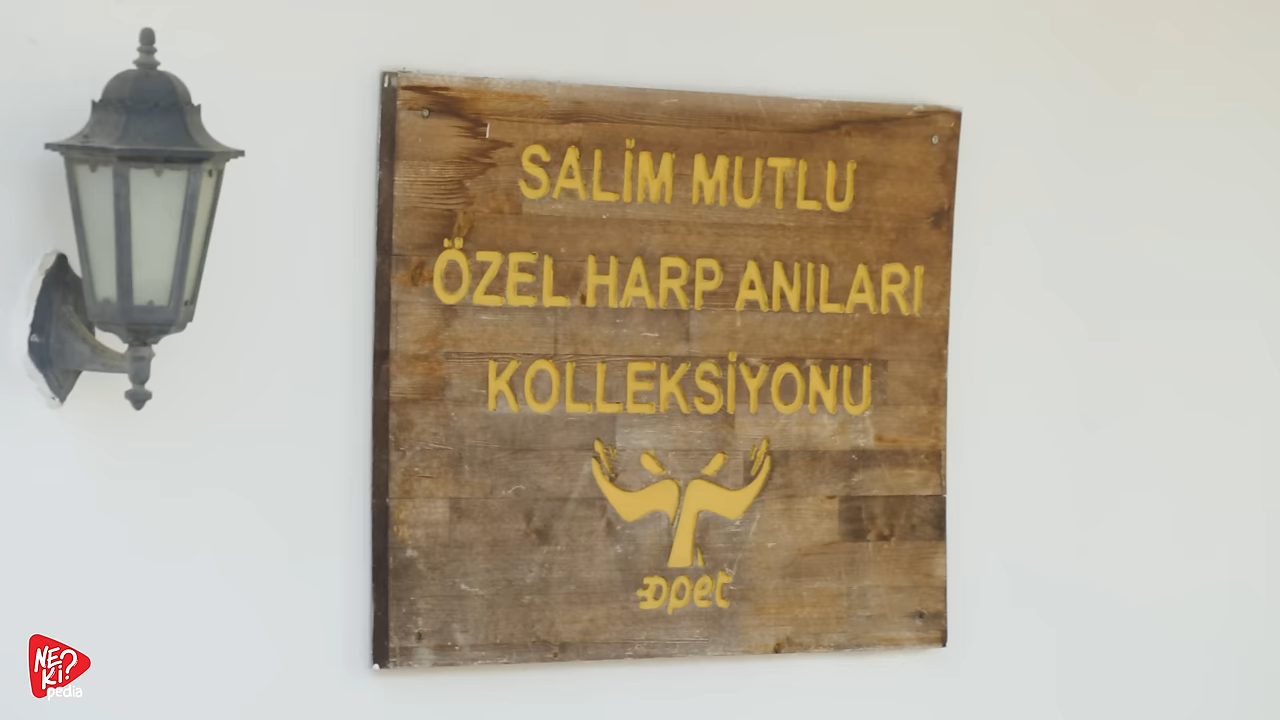 SALİM MUTLU
ÖZEL HARP ANILARI
KOLLEKSİYONU
opet
NE Kİ?
pedia